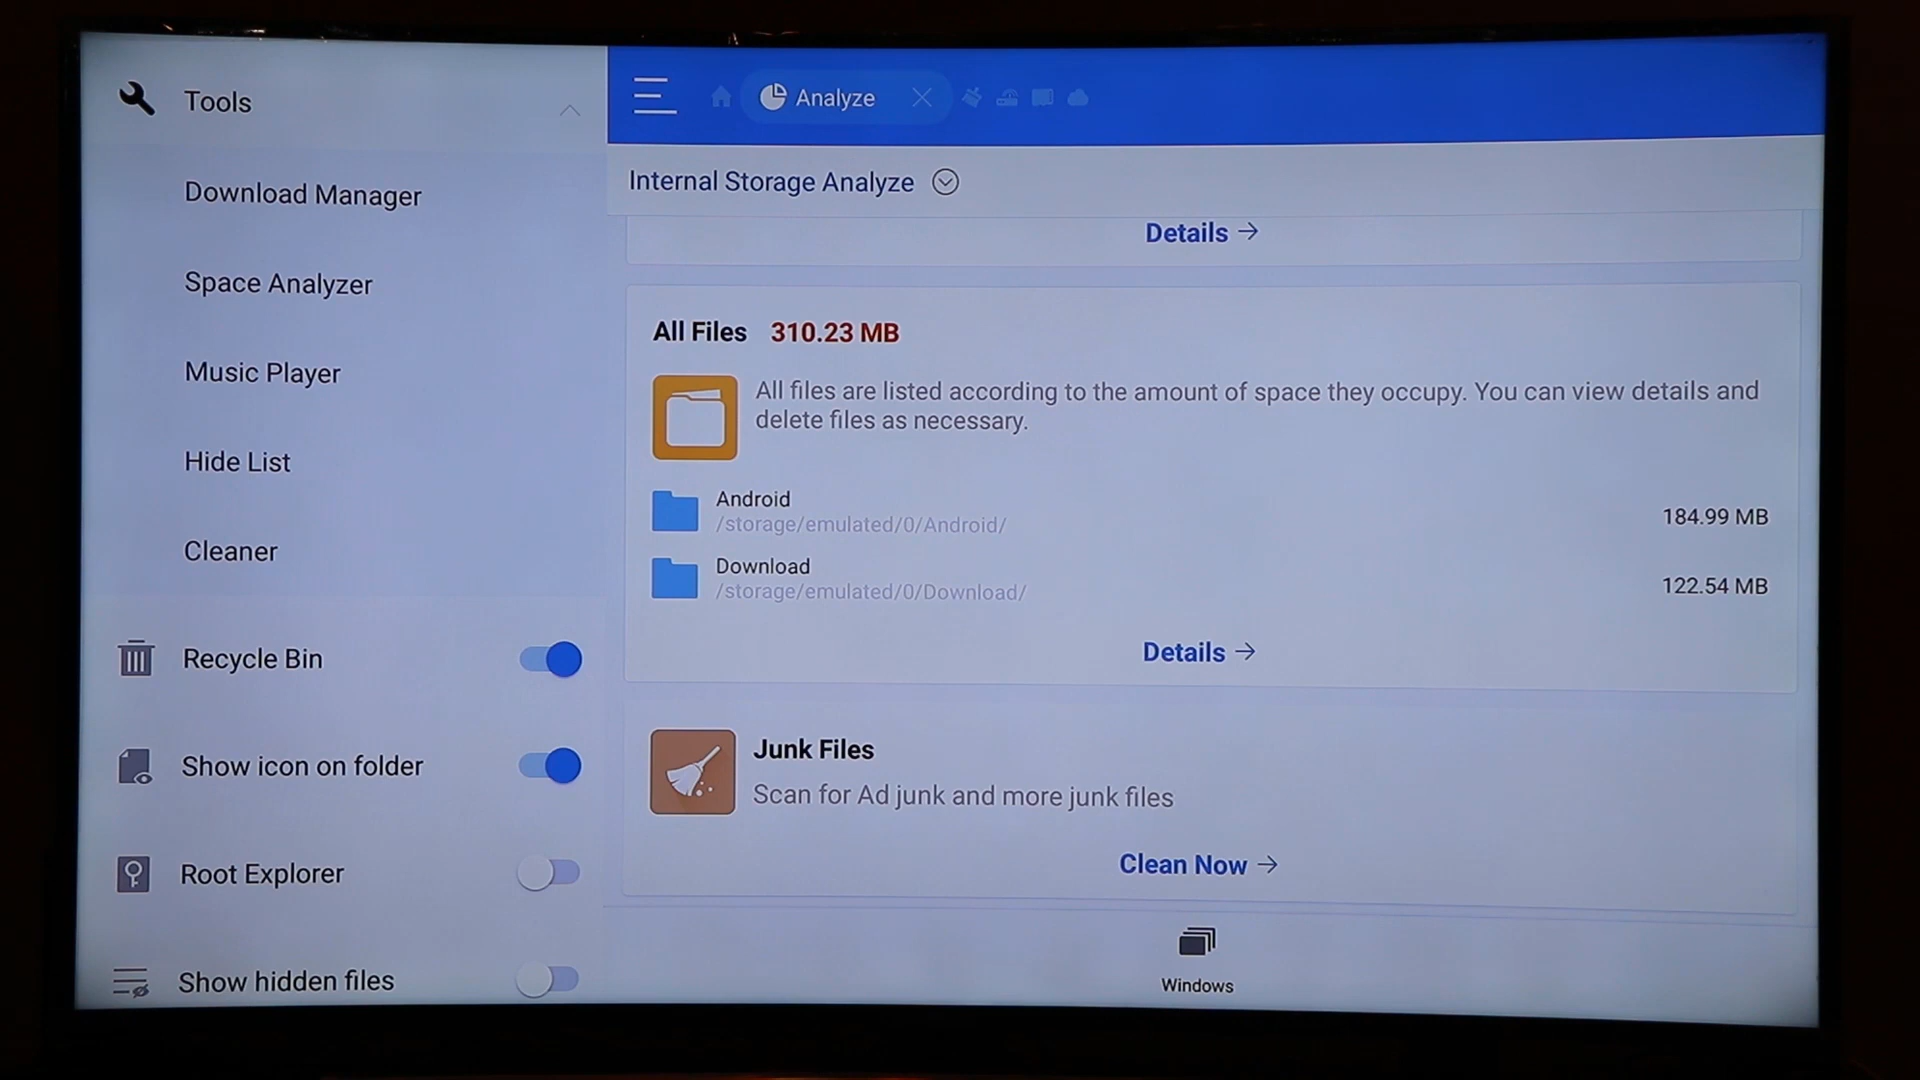 Tools
Download Manager
Space Analyzer
Music Player
Hide List
Cleaner
Recycle Bin
Show icon on folder
Root Explorer
Show hidden files
Analyze
Internal Storage Analyze
Details
All Files 310.23 MB
All files are listed according to the amount of space they occupy. You can view details and
delete files as necessary.
Android
/storage/emulated/0/Android/
184.99 MB
Download
/storage/emulated/0/Download/
122.54 MB
Details
Junk Files
Scan for Ad junk and more junk files
Clean Now
Windows